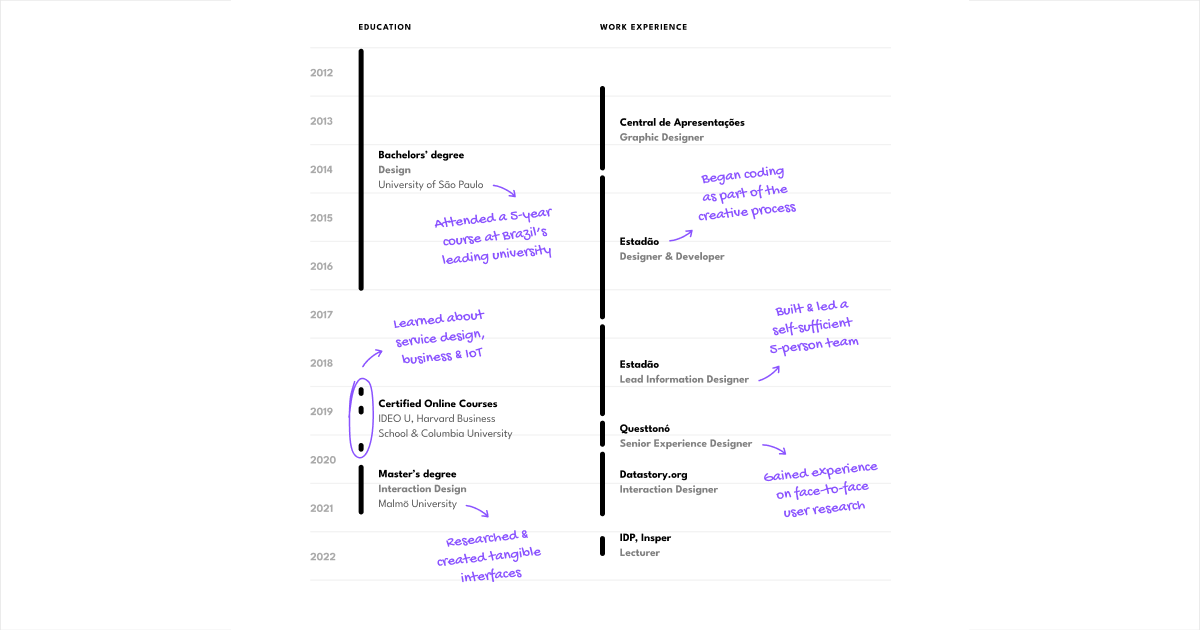 EDUCATION
WORK EXPERIENCE
2012
2013
2014
2015
2016
2017
2018
2019
2020
2021
2022
Bachelors' degree
Design
University of São Paulo
Attended a 5-year
course at Brazil's
leading university
Learned about
service design,
business & IoT
Certified Online Courses
IDEO U, Harvard Business
School & Columbia University
Master's degree
Interaction Design
Malmö University
Researched &
created tangible
interfaces
Central de Apresentações
Graphic Designer
Began coding
as part of the
creative process
Estadão
Designer & Developer
Built & led a
self-sufficient
5-person team
Estadão
Lead Information Designer
Questtonó
Senior Experience Designer
Gained experience
on face-to-face
user research
Datastory.org
Interaction Designer
IDP, Insper
Lecturer